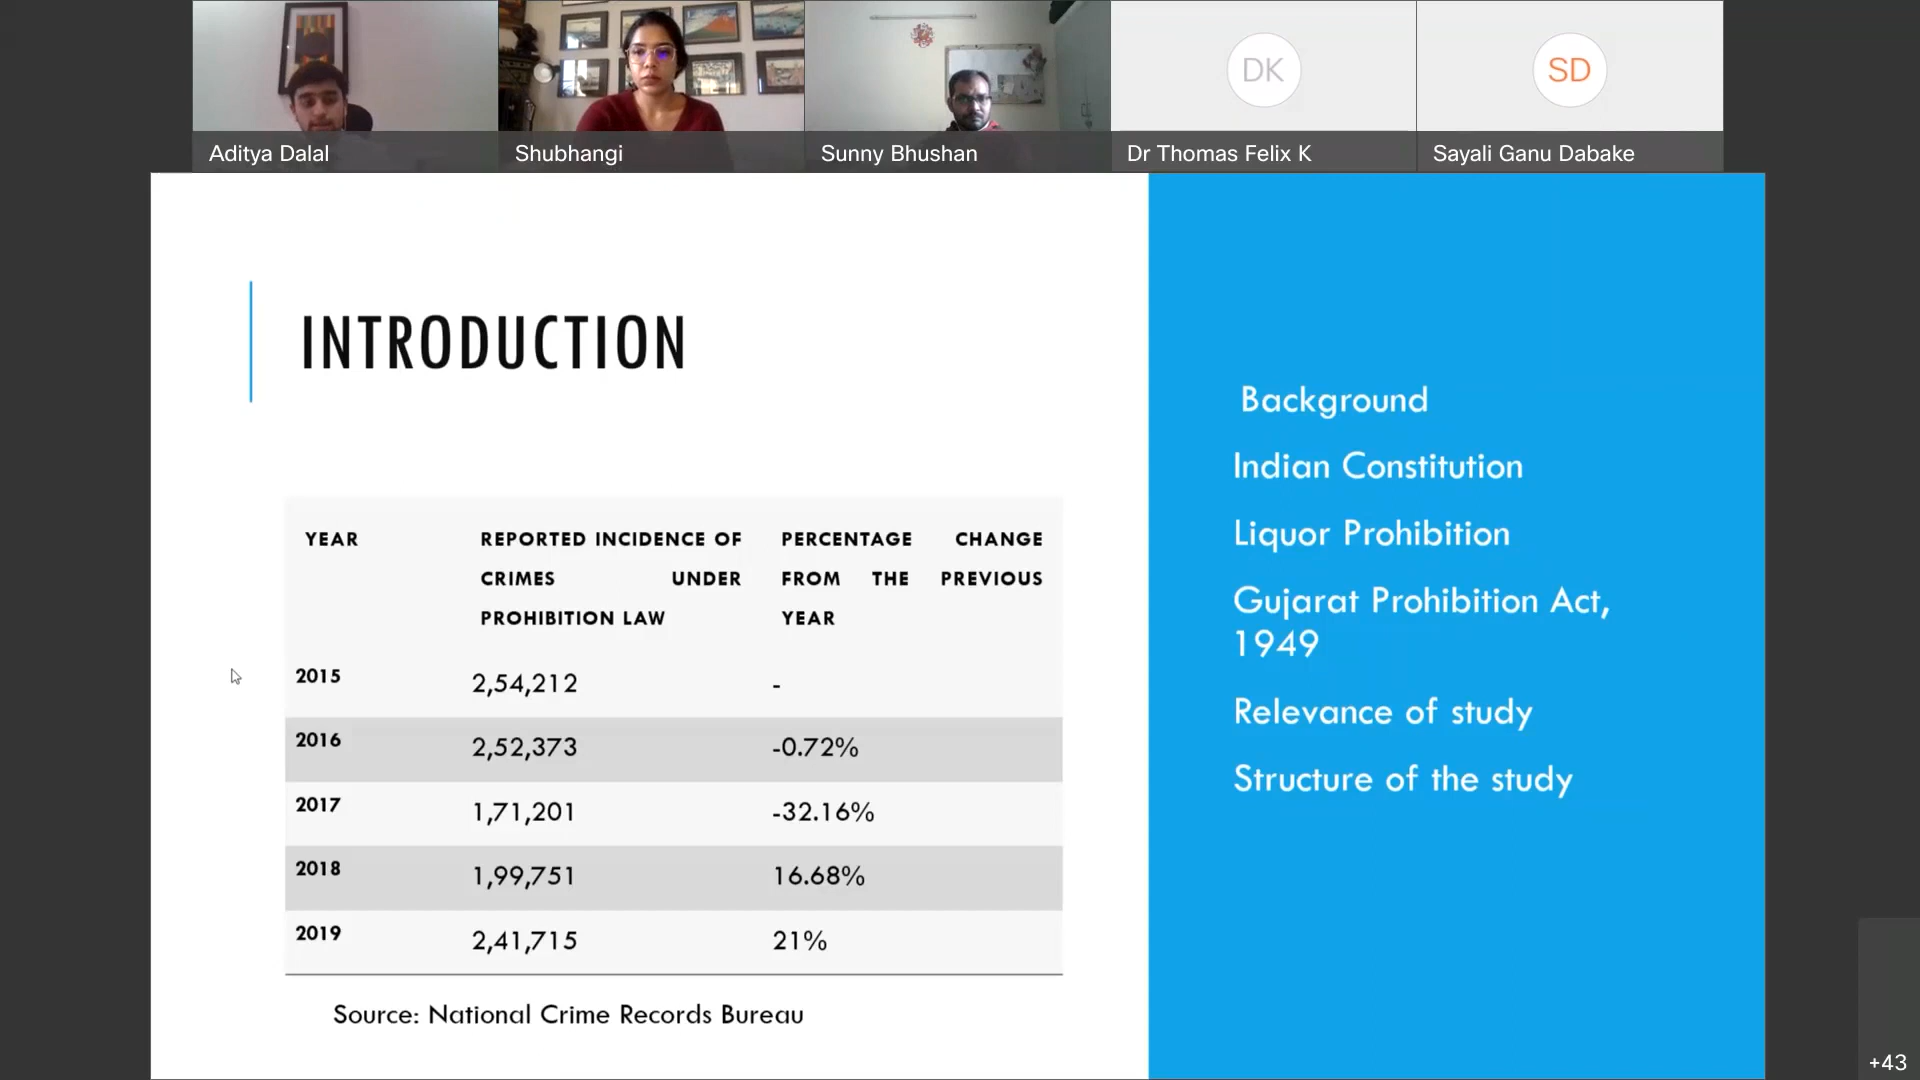 DK
SD
Aditya Dalal
Shubhangi
Sunny Bhushan
Dr Thomas Felix K
Sayali Ganu Dabake
INTRODUCTION
YEAR
REPORTED INCIDENCE OF
CRIMES UNDER
PROHIBITION LAW
PERCENTAGE CHANGE
FROM THE PREVIOUS
YEAR
2015 2,54,212 -
2016 2,52,373 -0.72%
2017 1,71,201 -32.16%
2018 1,99,751 16.68%
2019 2,41,715 21%
Source: National Crime Records Bureau
Background
Indian Constitution
Liquor Prohibition
Gujarat Prohibition Act,
1949
Relevance of study
Structure of the study
+43